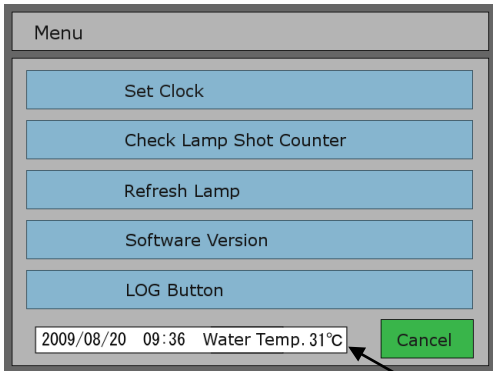 Menu
Set Clock
Check Lamp Shot Counter
Refresh Lamp
Software Version
LOG Button
2009/08/20 09:36 Water Temp. 31℃ Cancel